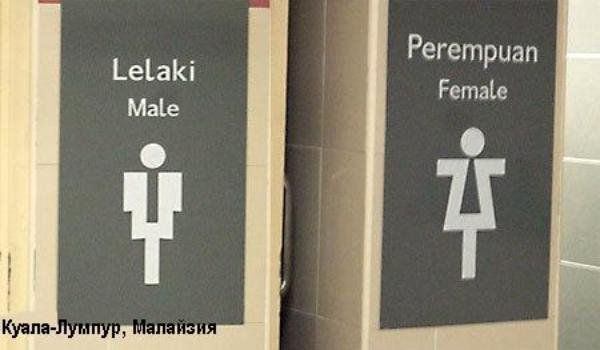 Lelaki
Male
Perempuan
Female
Куала-Лумпур, Малайзия